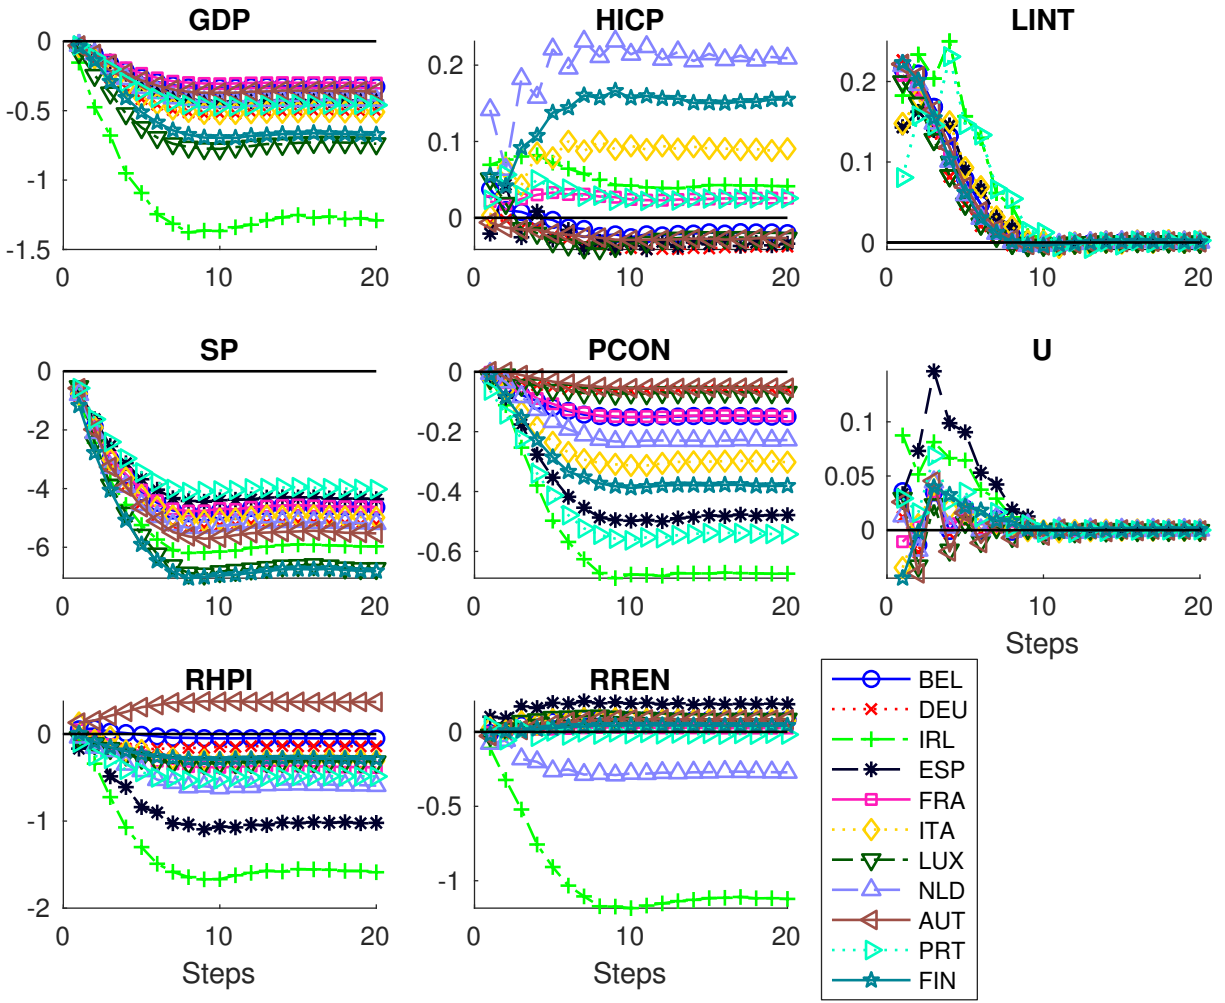 GDP
HICP
LINT
0
-0.5
-1
-1.5
0
10
20
0.2
0.1
0
0
10
20
0.2
0.1
0
0
10
20
SP
PCON
U
0
-2
-4
-6
0
10
20
0
-0.2
-0.4
-0.6
0
10
20
0.1
0.05
0
0
10
20
Steps
RHPI
RREN
0
-1
-2
0
10
20
Steps
0
-0.5
-1
0
10
20
Steps
BEL
DEU
IRL
ESP
FRA
ITA
LUX
NLD
AUT
PRT
FIN